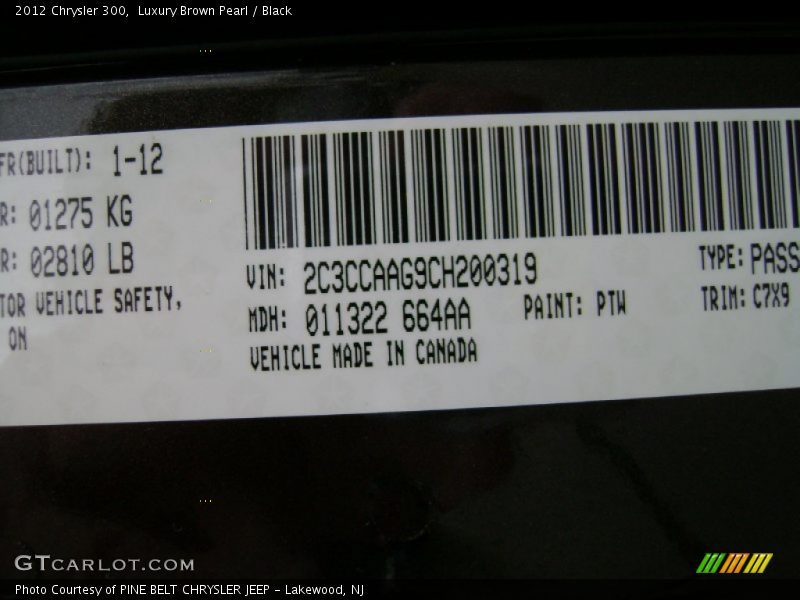 2012 Chrysler 300,  Luxury Brown Pearl / Black
FR(BUILT): 1-12
R: 01275 KG
R: 02810 LB
TOR VEHICLE SAFETY,
ON
VIN: 2C3CCAAG9CH200319
MDH: 011322 664AA
PAINT: PTW
VEHICLE MADE IN CANADA
TYPE: PASS
TRIM: C7X9
GTCARLOT.COM
Photo Courtesy of PINE BELT CHRYSLER JEEP - Lakewood, NJ